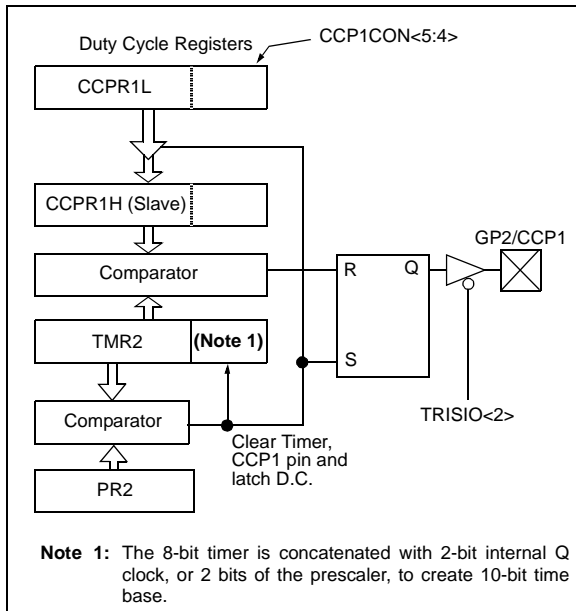 Duty Cycle Registers
CCP1CON<5:4>
CCPR1L
CCPR1H (Slave)
Comparator
R
Q
GP2/CCP1
TMR2
(Note 1)
S
TRISIO<2>
Comparator
Clear Timer,
CCP1 pin and
latch D.C.
PR2
Note 1: The 8-bit timer is concatenated with 2-bit internal Q
clock, or 2 bits of the prescaler, to create 10-bit time
base.